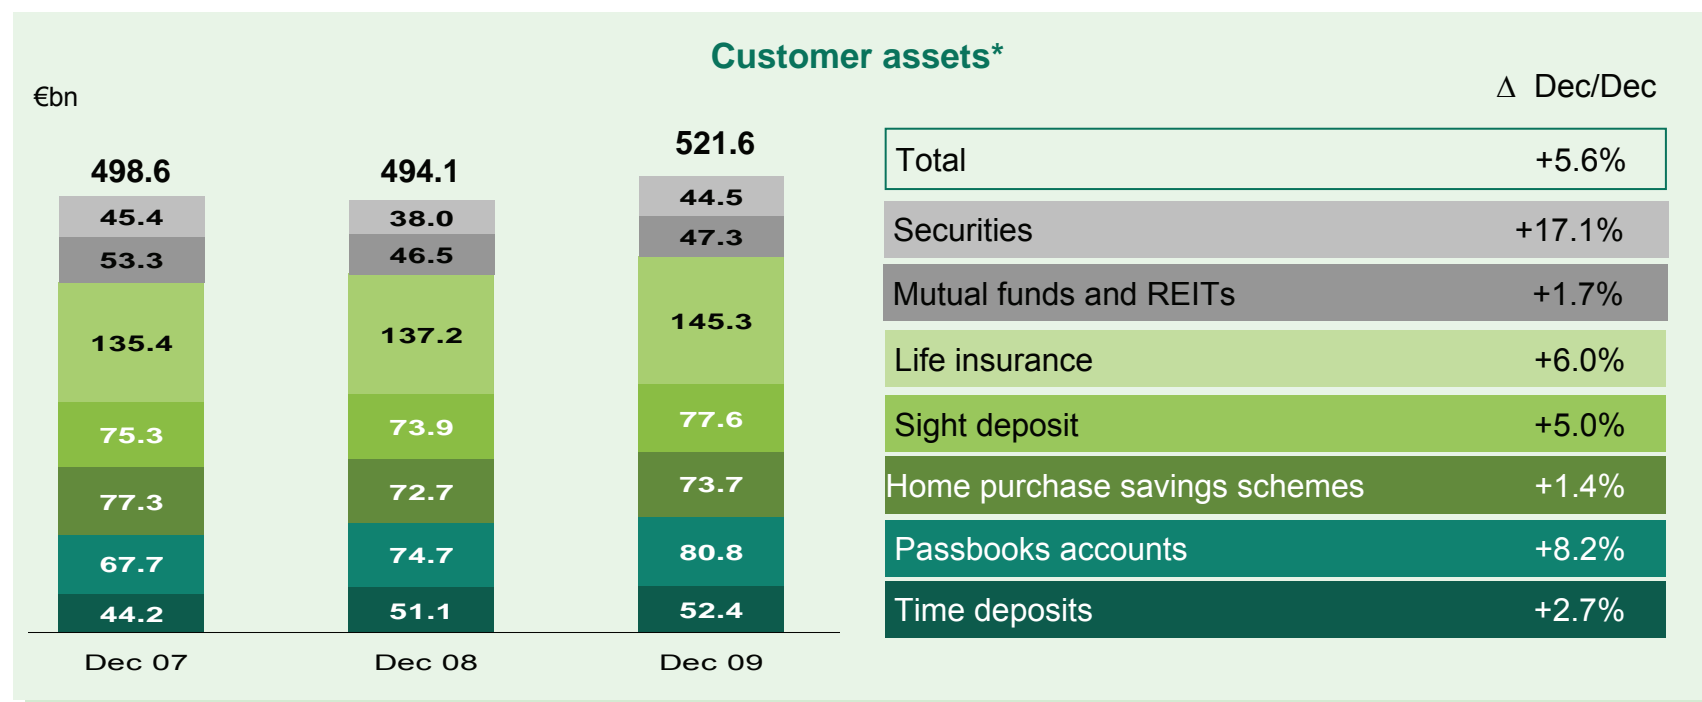 Customer assets*
€bn
Δ Dec/Dec
498.6
494.1
521.6
45.4
38.0
44.5
53.3
46.5
47.3
135.4
137.2
145.3
75.3
73.9
77.6
77.3
72.7
73.7
67.7
74.7
80.8
44.2
51.1
52.4
Dec 07
Dec 08
Dec 09
Total +5.6%
Securities +17.1%
Mutual funds and REITs +1.7%
Life insurance +6.0%
Sight deposit +5.0%
Home purchase savings schemes +1.4%
Passbooks accounts +8.2%
Time deposits +2.7%